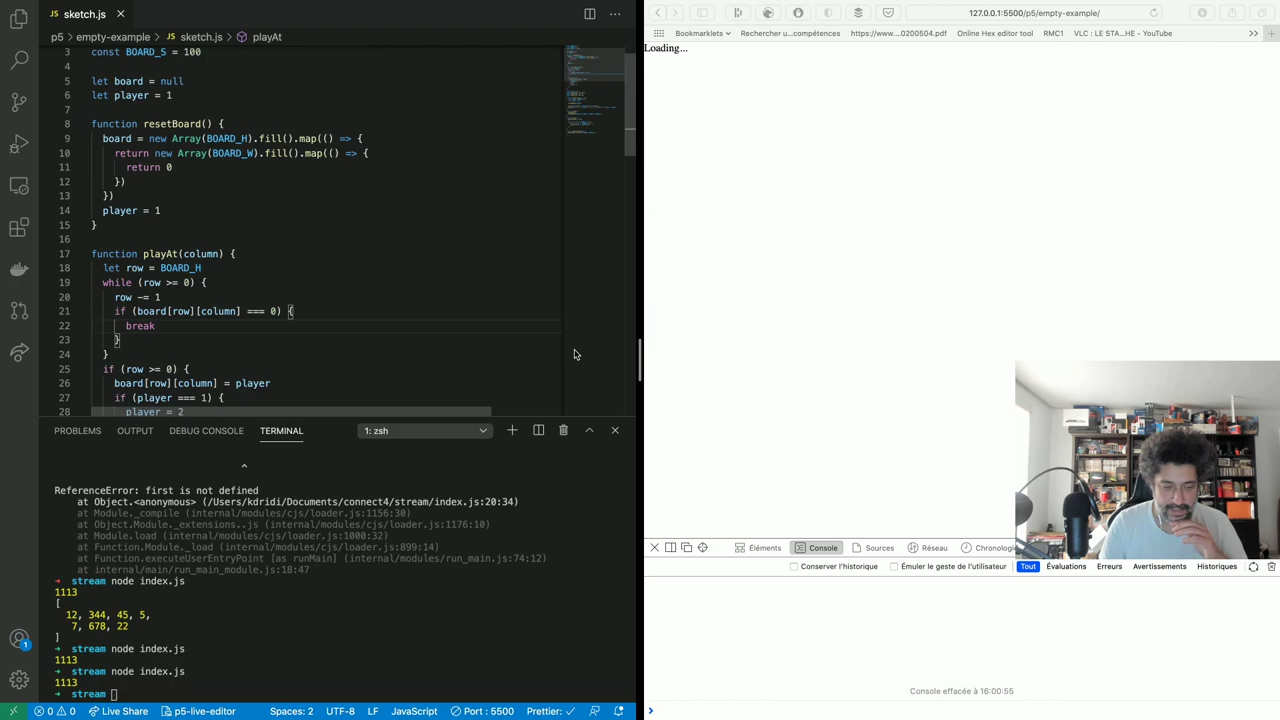 sketch.js
p5 > empty-example > sketch.js > playAt
3 const BOARD_S = 100
4
5 let board = null
6 let player = 1
7
8 function resetBoard() {
9 board = new Array(BOARD_H).fill().map(() => {
10 return new Array(BOARD_W).fill().map(() => {
11 return 0
12 })
13 })
14 player = 1
15 }
16
17 function playAt(column) {
18 let row = BOARD_H
19 while (row >= 0) {
20 row -= 1
21 if (board[row][column] === 0) {
22 break
23 }
24 }
25 if (row >= 0) {
26 board[row][column] = player
27 if (player === 1) {
28 player = 2
PROBLEMS OUTPUT DEBUG CONSOLE TERMINAL 1: zsh
^
ReferenceError: first is not defined
at Object.<anonymous> (/Users/kdridi/Documents/connect4/stream/index.js:20:34)
at Module._compile (internal/modules/cjs/loader.js:1156:30)
at Object.Module._extensions..js (internal/modules/cjs/loader.js:1176:10)
at Module.load (internal/modules/cjs/loader.js:1000:32)
at Function.Module._load (internal/modules/cjs/loader.js:899:14)
at Function.executeUserEntryPoint [as runMain] (internal/modules/run_main.js:74:12)
at internal/main/run_main_module.js:18:47
➜ stream node index.js
1113
[
12, 344, 45, 5,
7, 678, 22
]
➜ stream node index.js
1113
➜ stream node index.js
1113
➜ stream
1
0 0 Live Share p5-live-editor Spaces: 2 UTF-8 LF JavaScript Port : 5500 Prettier: ✓
127.0.0.1:5500/p5/empty-example/
Bookmarklets Rechercher u...compétences https://www....0200504.pdf Online Hex editor tool RMC1 VLC : LE STA...HE - YouTube
Loading...
Éléments Console Sources Réseau Chronologi
Conserver l'historique Émuler le geste de l'utilisateur Tout Évaluations Erreurs Avertissements Historiques
Console effacée à 16:00:55